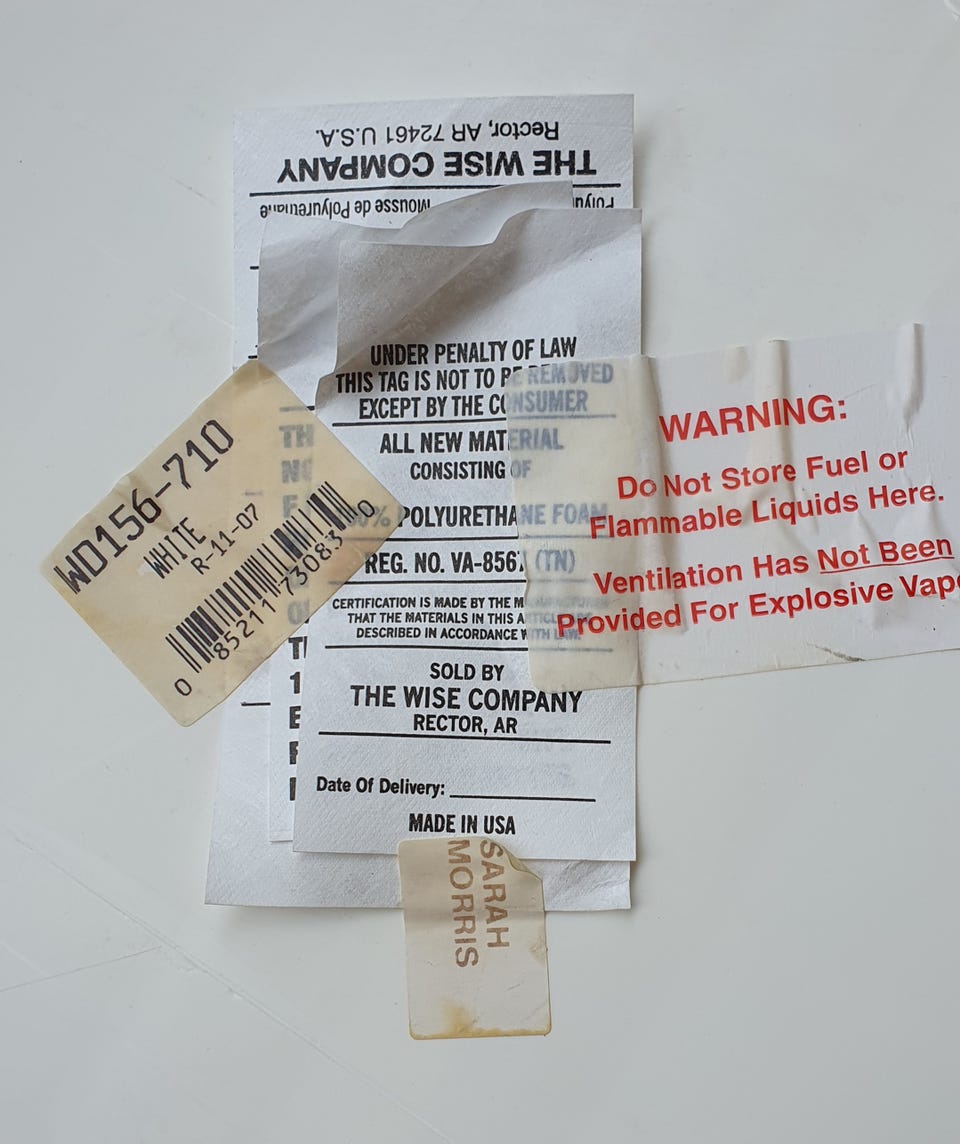 Rector, AR 72461 U.S.A.
THE WISE COMPANY
Mousse de Polyuréthane
UNDER PENALTY OF LAW
THIS TAG IS NOT TO BE REMOVED
EXCEPT BY THE CONSUMER
ALL NEW MATERIAL
CONSISTING OF
POLYURETHANE FOAM
REG. NO. VA-8567 (TN)
CERTIFICATION IS MADE BY THE MANUFACTURER
THAT THE MATERIALS IN THIS ARTICLE
DESCRIBED IN ACCORDANCE WITH LAW
SOLD BY
THE WISE COMPANY
RECTOR, AR
Date Of Delivery:
MADE IN USA
WD156-710
WHITE
R-11-07
0 85211 73083 0
WARNING:
Do Not Store Fuel or
Flammable Liquids Here.
Ventilation Has Not Been
Provided For Explosive
SARAH
MORRIS